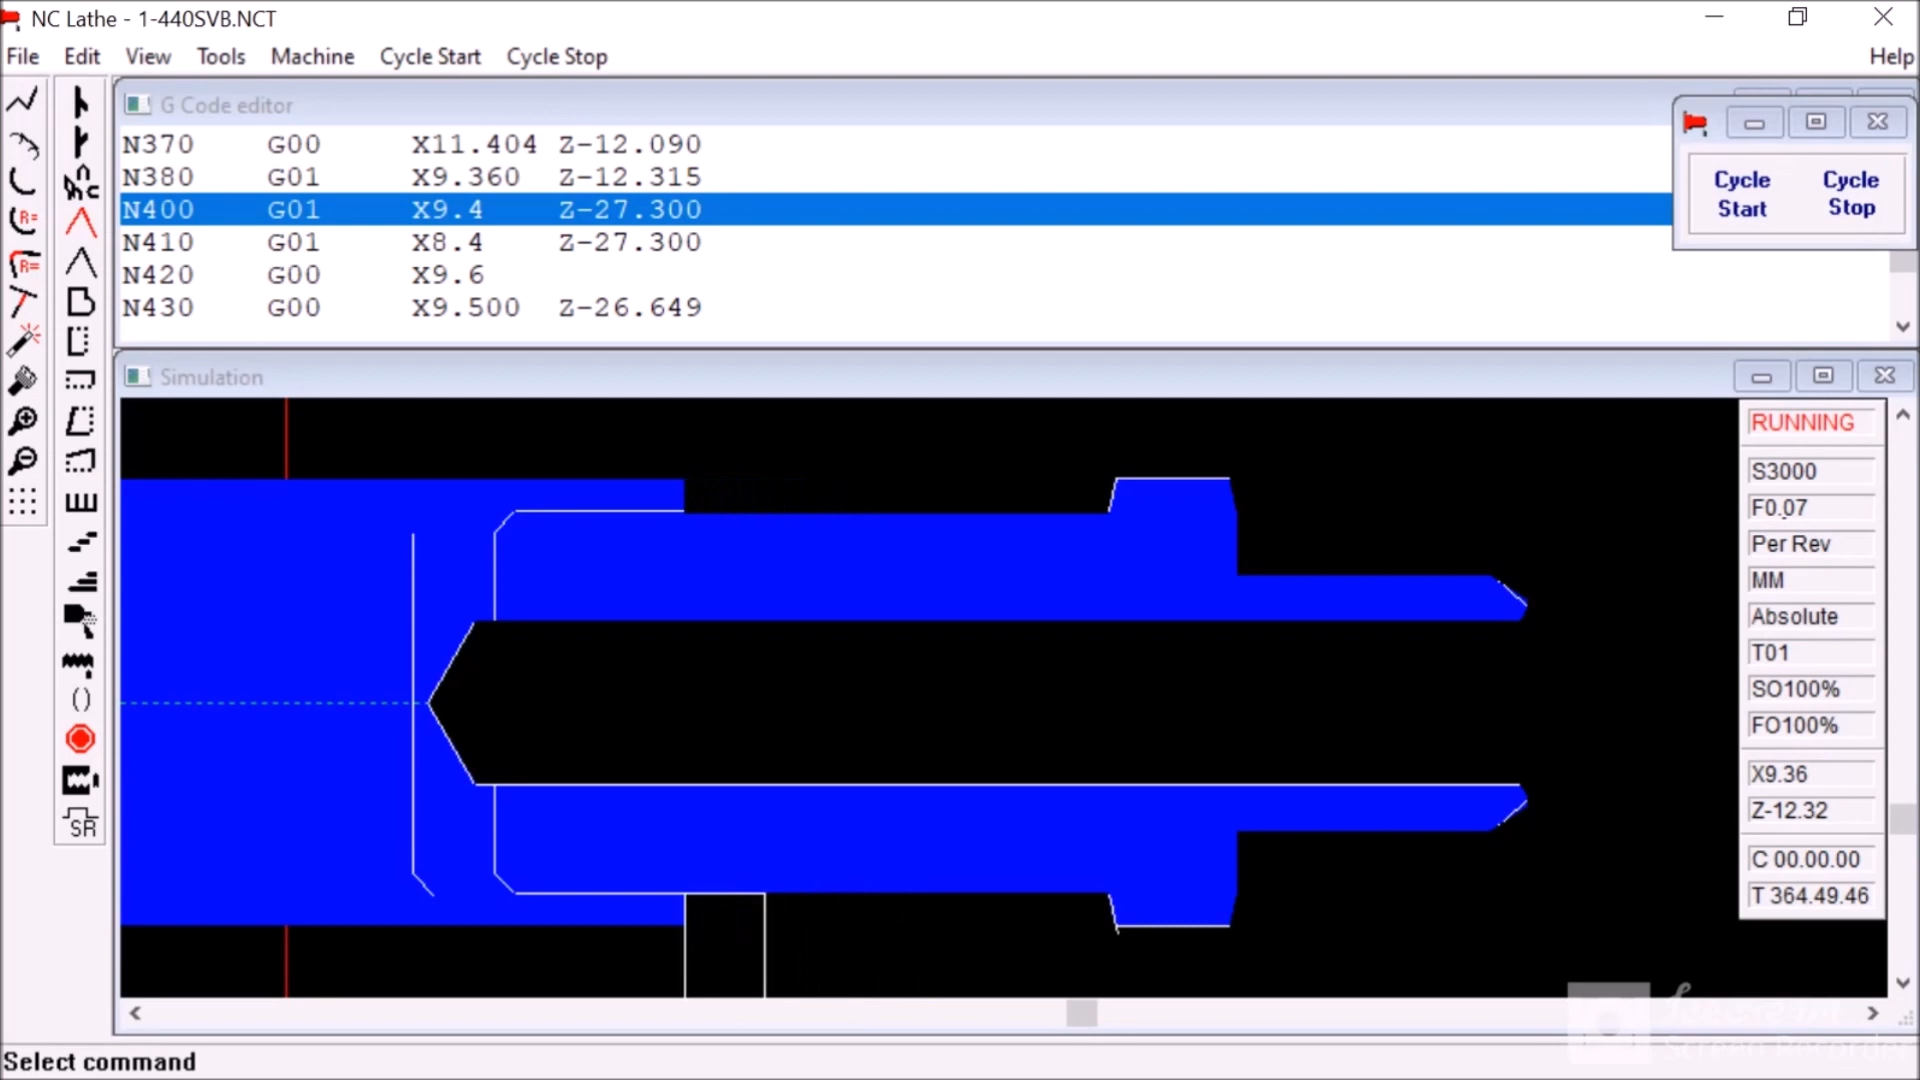 NC Lathe - 1-440SVB.NCT
File Edit View Tools Machine Cycle Start Cycle Stop Help
G Code editor
N370 G00 X11.404 Z-12.090
N380 G01 X9.360 Z-12.315
N400 G01 X9.4 Z-27.300
N410 G01 X8.4 Z-27.300
N420 G00 X9.6
N430 G00 X9.500 Z-26.649
Cycle Start
Cycle Stop
R=
R=
()
SR
Simulation
RUNNING
S3000
F0.07
Per Rev
MM
Absolute
T01
SO100%
FO100%
X9.36
Z-12.32
C 00.00.00
T 364.49.46
Screen Recorder
Select command